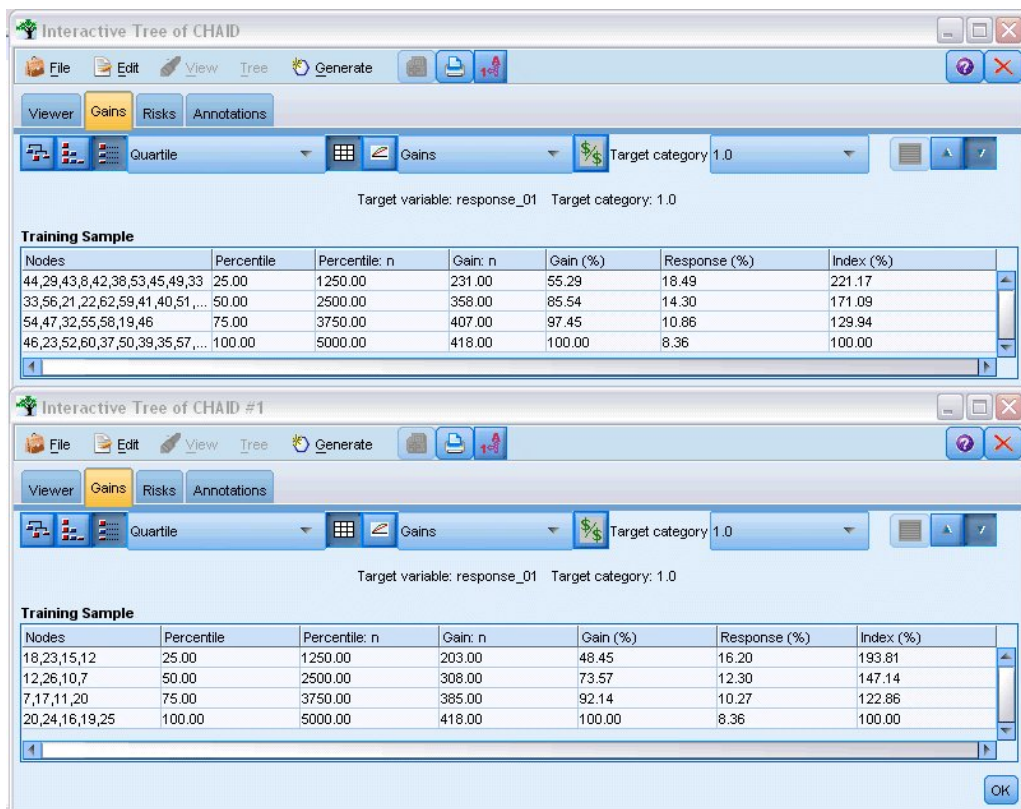 Interactive Tree of CHAID
File Edit View Tree Generate
Viewer Gains Risks Annotations
Quartile Gains $/$ Target category 1.0
Target variable: response_01 Target category: 1.0
Training Sample
Nodes Percentile Percentile: n Gain: n Gain (%) Response (%) Index (%)
44,29,43,8,42,38,53,45,49,33 25.00 1250.00 231.00 55.29 18.49 221.17
33,56,21,22,62,59,41,40,51,... 50.00 2500.00 358.00 85.54 14.30 171.09
54,47,32,55,58,19,46 75.00 3750.00 407.00 97.45 10.86 129.94
46,23,52,60,37,50,39,35,57,... 100.00 5000.00 418.00 100.00 8.36 100.00
Interactive Tree of CHAID #1
File Edit View Tree Generate
Viewer Gains Risks Annotations
Quartile Gains $/$ Target category 1.0
Target variable: response_01 Target category: 1.0
Training Sample
Nodes Percentile Percentile: n Gain: n Gain (%) Response (%) Index (%)
18,23,15,12 25.00 1250.00 203.00 48.45 16.20 193.81
12,26,10,7 50.00 2500.00 308.00 73.57 12.30 147.14
7,17,11,20 75.00 3750.00 385.00 92.14 10.27 122.86
20,24,16,19,25 100.00 5000.00 418.00 100.00 8.36 100.00
OK